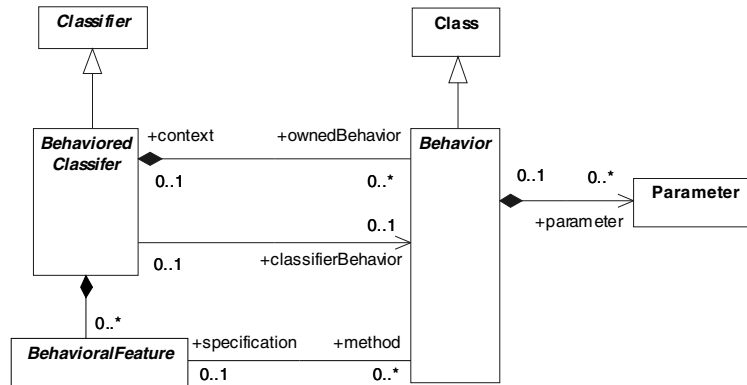 Classifier
Class
Behaviored
Classifer
+context
+ownedBehavior
Behavior
0..1
0..*
0..1
0..*
Parameter
+parameter
0..1
0..1
+classifierBehavior
0..*
BehavioralFeature
+specification
+method
0..1
0..*